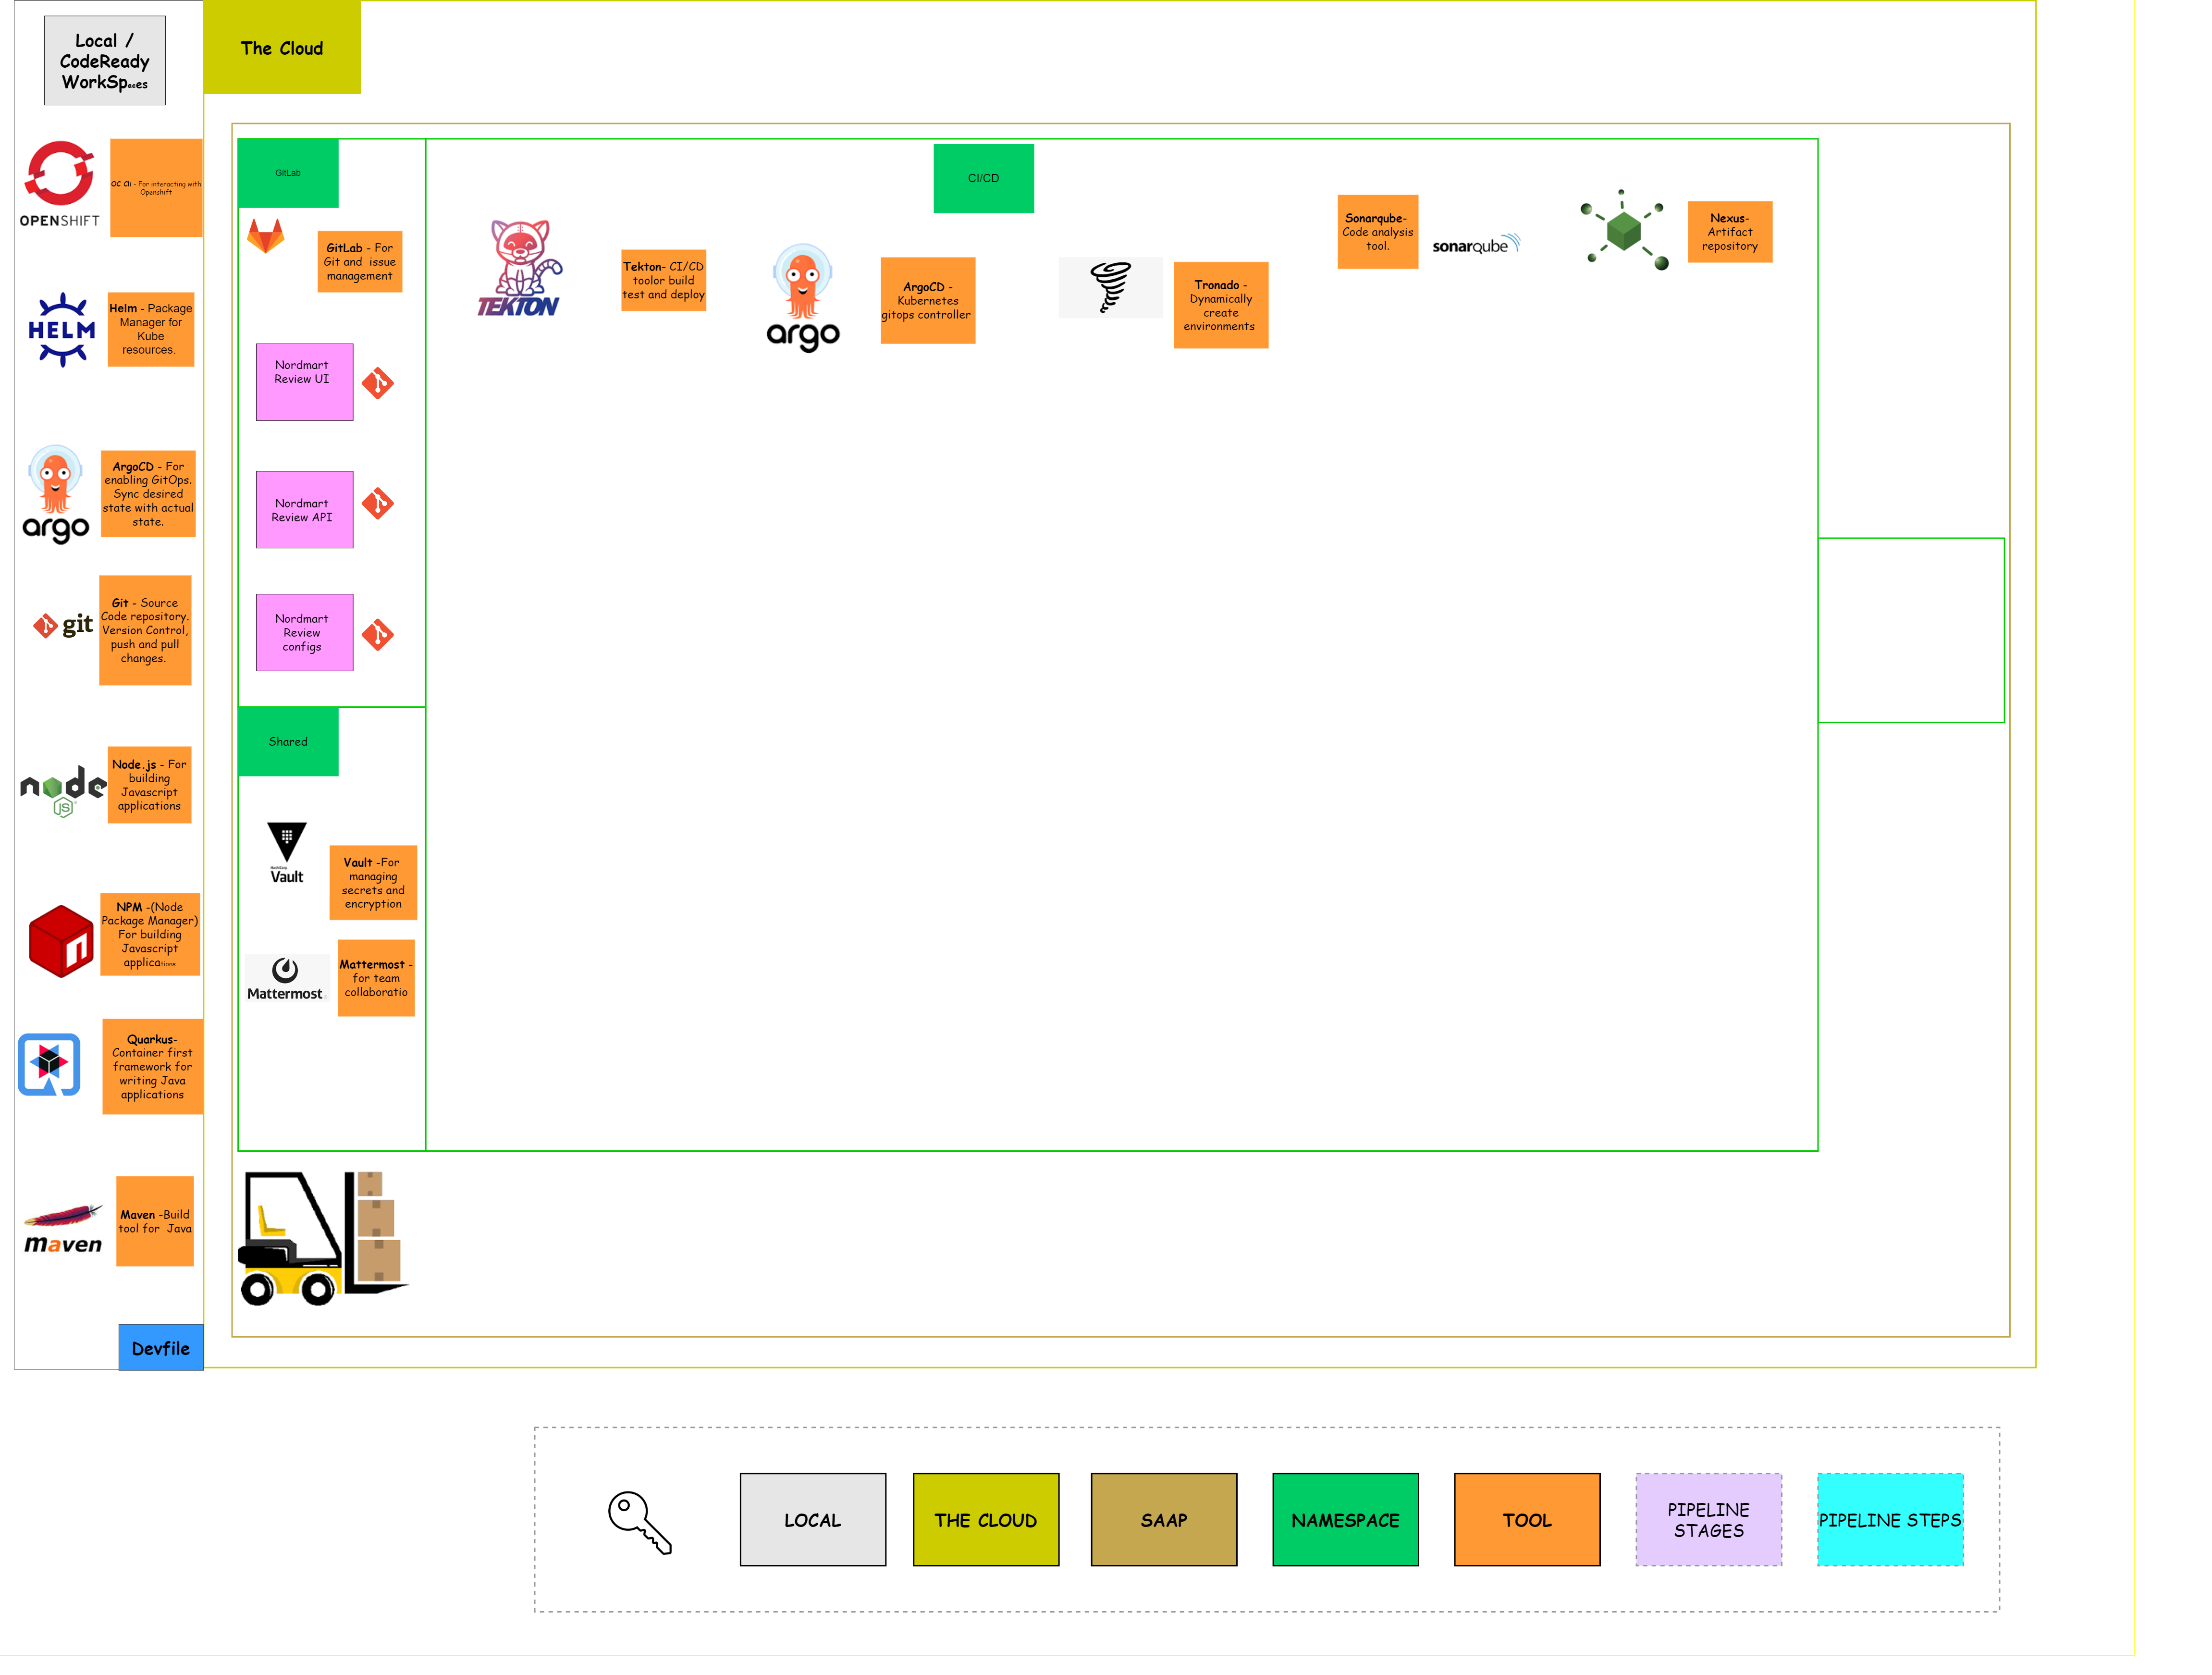 Local /
CodeReady
WorkSpaces
The Cloud
OPENSHIFT
OC Cli - For interacting with
Openshift
HELM
Helm - Package
Manager for
Kube
resources.
argo
ArgoCD - For
enabling GitOps.
Sync desired
state with actual
state.
git
Git - Source
Code repository.
Version Control,
push and pull
changes.
node
JS
Node.js - For
building
Javascript
applications
n
NPM -(Node
Package Manager)
For building
Javascript
applications
Quarkus-
Container first
framework for
writing Java
applications
maven
Maven -Build
tool for Java
Devfile
GitLab
GitLab - For
Git and issue
management
Nordmart
Review UI
Nordmart
Review API
Nordmart
Review
configs
Shared
HashiCorp
Vault
Vault -For
managing
secrets and
encryption
Mattermost
Mattermost -
for team
collaboratio
CI/CD
TEKTON
Tekton- CI/CD
toolor build
test and deploy
argo
ArgoCD -
Kubernetes
gitops controller
Tronado -
Dynamically
create
environments
Sonarqube-
Code analysis
tool.
sonarqube
Nexus-
Artifact
repository
LOCAL
THE CLOUD
SAAP
NAMESPACE
TOOL
PIPELINE
STAGES
PIPELINE STEPS